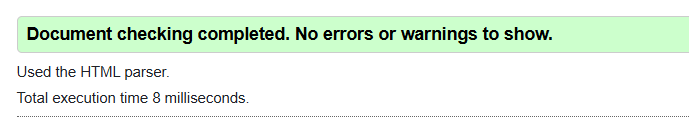 Document checking completed. No errors or warnings to show.
Used the HTML parser.
Total execution time 8 milliseconds.